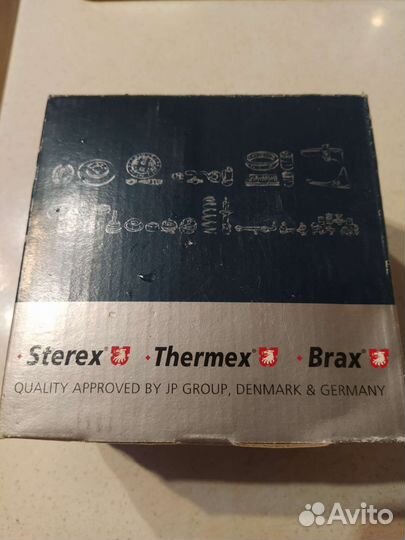 Sterex® Thermex® Brax®
QUALITY APPROVED BY JP GROUP, DENMARK & GERMANY
Avito